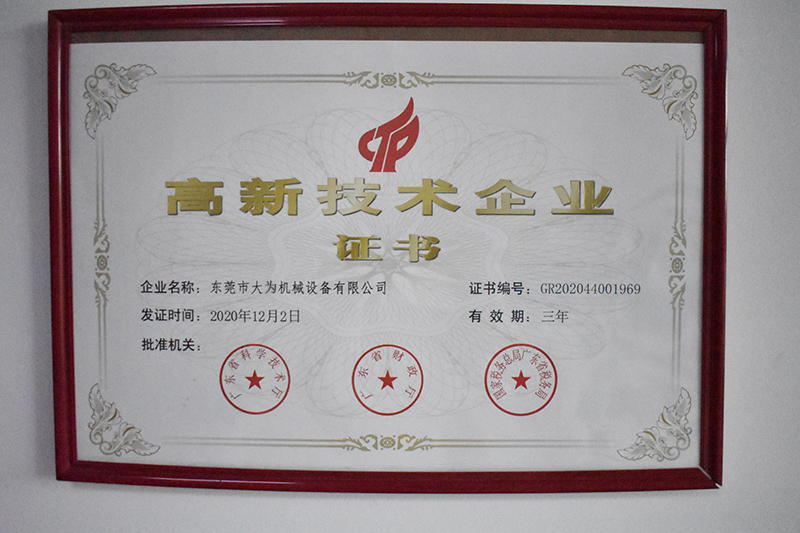 高新技术企业
证书
企业名称：东莞市大为机械设备有限公司
证书编号：GR202044001969
发证时间：2020年12月2日
有效期：三年
批准机关：
广东省科学技术厅
广东省财政厅
国家税务总局广东省税务局